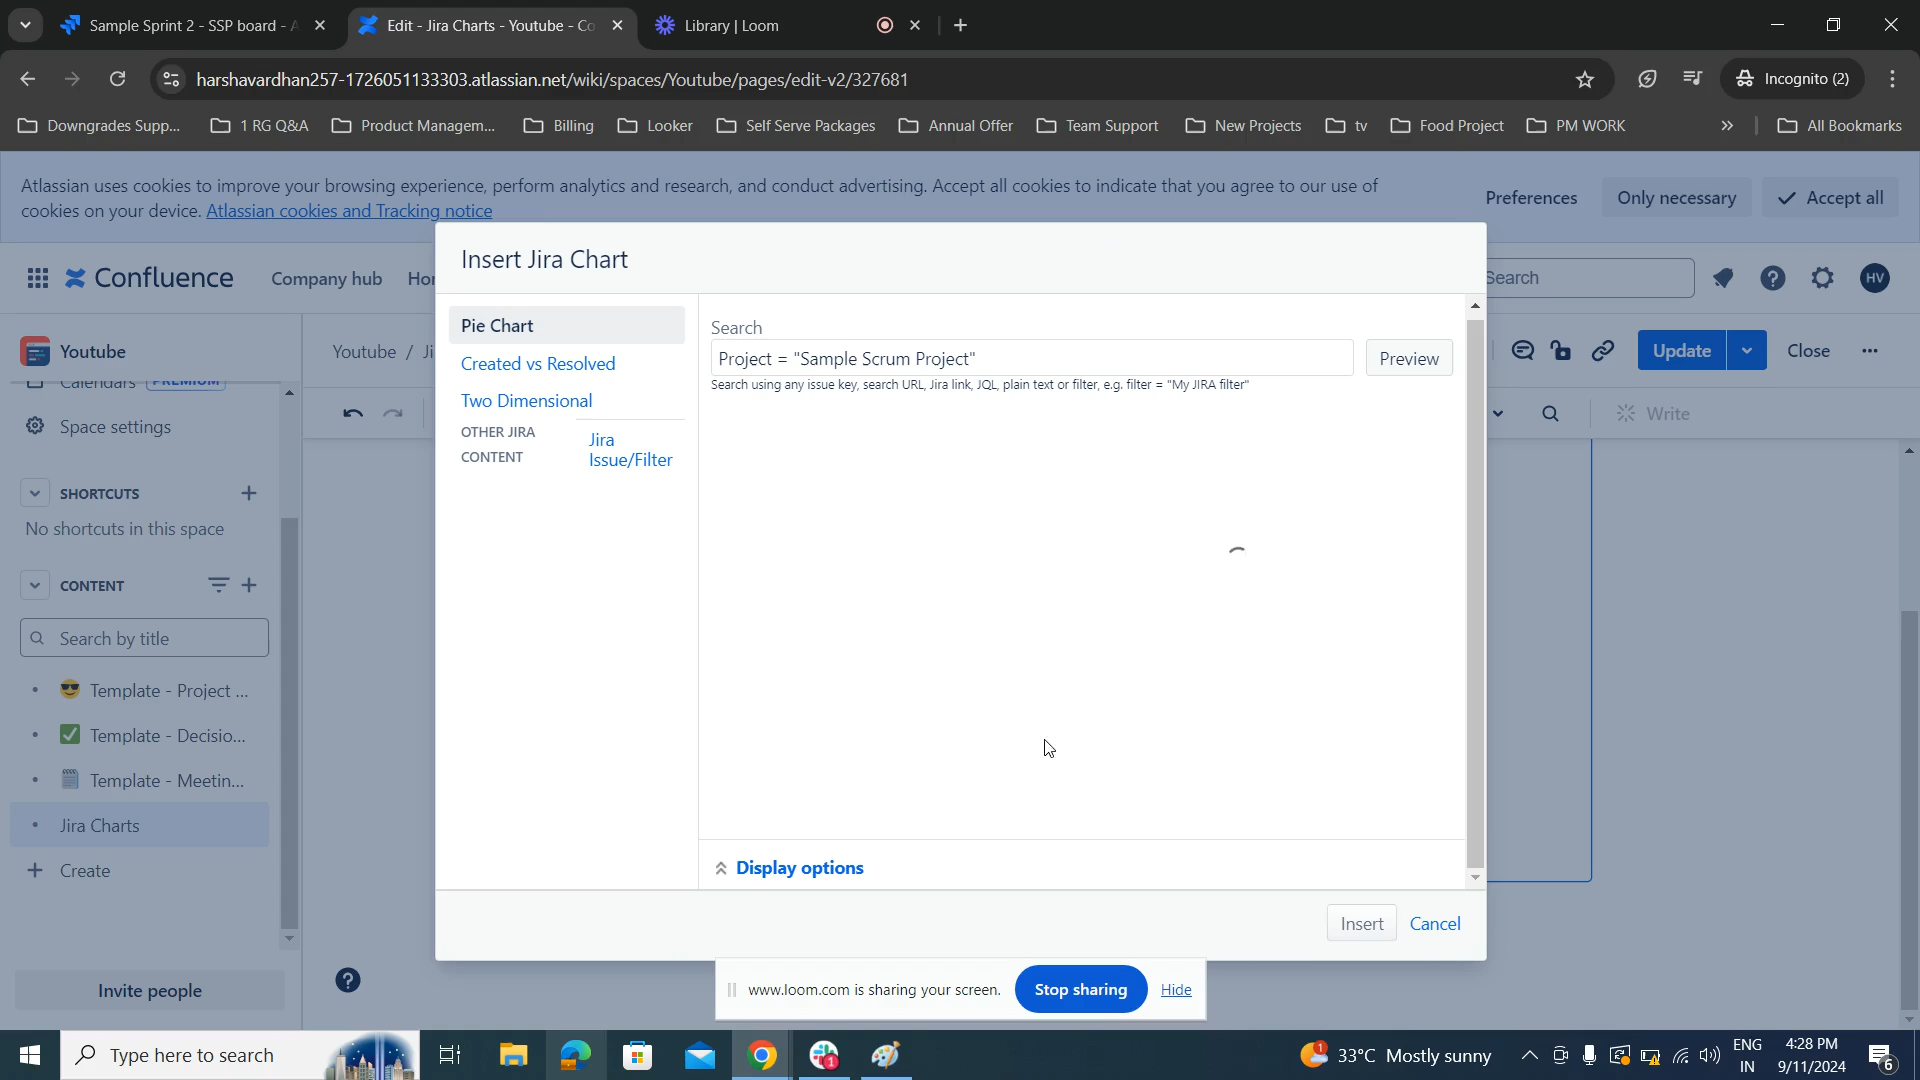 Sample Sprint 2 - SSP board - A
Edit - Jira Charts - Youtube - Co
Library | Loom
harshavardhan257-1726051133303.atlassian.net/wiki/spaces/Youtube/pages/edit-v2/327681
Incognito (2)
Downgrades Supp...
1 RG Q&A
Product Managem...
Billing
Looker
Self Serve Packages
Annual Offer
Team Support
New Projects
tv
Food Project
PM WORK
All Bookmarks
Atlassian uses cookies to improve your browsing experience, perform analytics and research, and conduct advertising. Accept all cookies to indicate that you agree to our use of
cookies on your device. Atlassian cookies and Tracking notice
Preferences
Only necessary
Accept all
Confluence
Company hub
Hor
Search
HV
Youtube
Calendars PREMIUM
Space settings
SHORTCUTS
No shortcuts in this space
CONTENT
Search by title
Template - Project ...
Template - Decisio...
Template - Meetin...
Jira Charts
Create
Invite people
Youtube / Ji
Update
Close
Write
Insert Jira Chart
Pie Chart
Created vs Resolved
Two Dimensional
OTHER JIRA
CONTENT
Jira
Issue/Filter
Search
Project = "Sample Scrum Project"
Preview
Search using any issue key, search URL, Jira link, JQL, plain text or filter, e.g. filter = "My JIRA filter"
Display options
Insert
Cancel
www.loom.com is sharing your screen.
Stop sharing
Hide
Type here to search
1
1
33°C Mostly sunny
ENG
IN
4:28 PM
9/11/2024
6